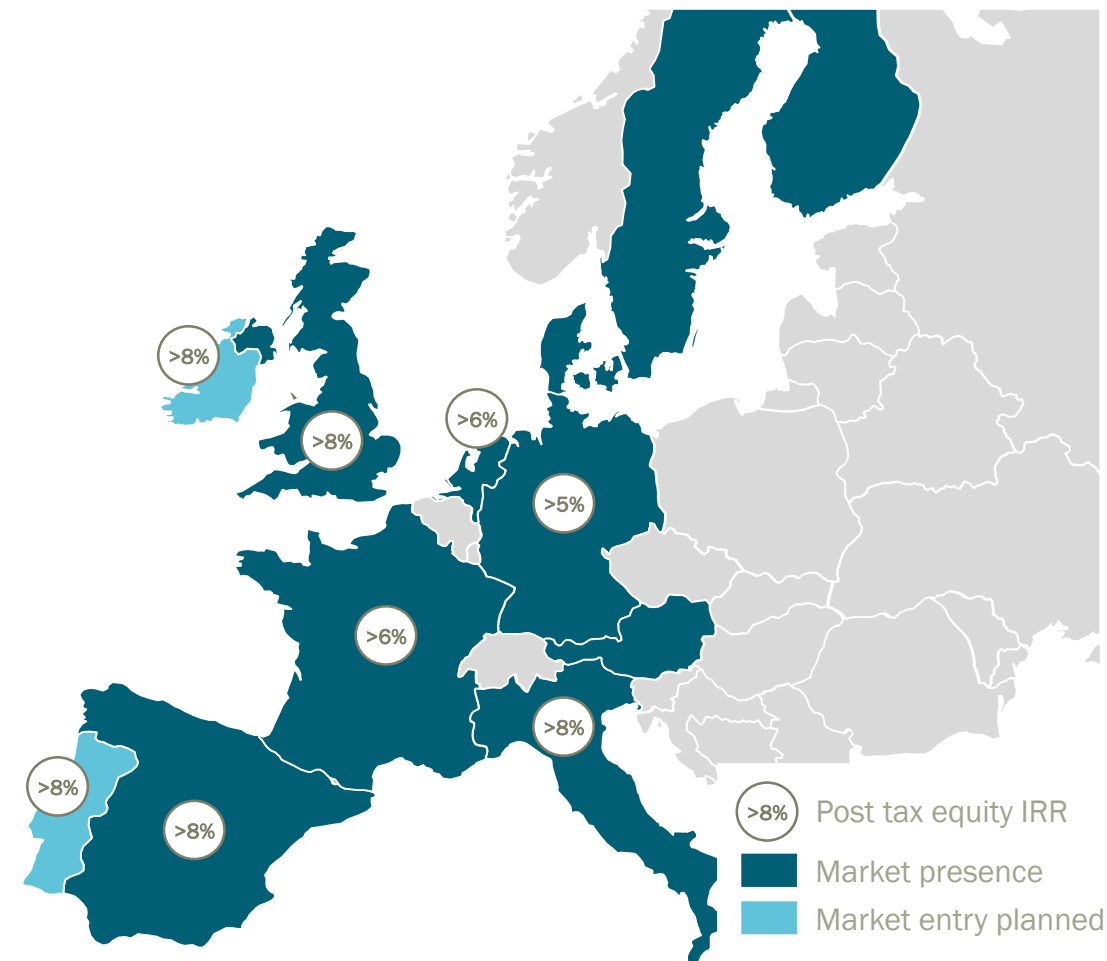 >8%
>6%
>8%
>5%
>6%
>8%
>8%
>8%
>8% Post tax equity IRR
Market presence
Market entry planned